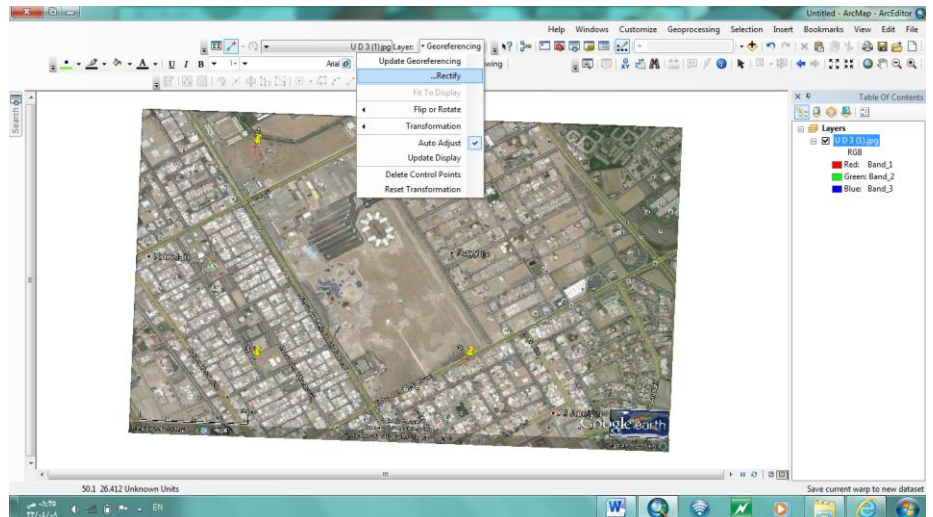 Untitled - ArcMap - ArcEditor
Help Windows Customize Geoprocessing Selection Insert Bookmarks View Edit File
U D 3 (1).jpg Layer: Georeferencing
U I B Arial
Update Georeferencing
...Rectify
Fit To Display
Flip or Rotate
Transformation
Auto Adjust
Update Display
Delete Control Points
Reset Transformation
Search
Table Of Contents
Layers
U D 3 (1).jpg
RGB
Red: Band_1
Green: Band_2
Blue: Band_3
Google earth
50.1 26.412 Unknown Units
Save current warp to new dataset
EN